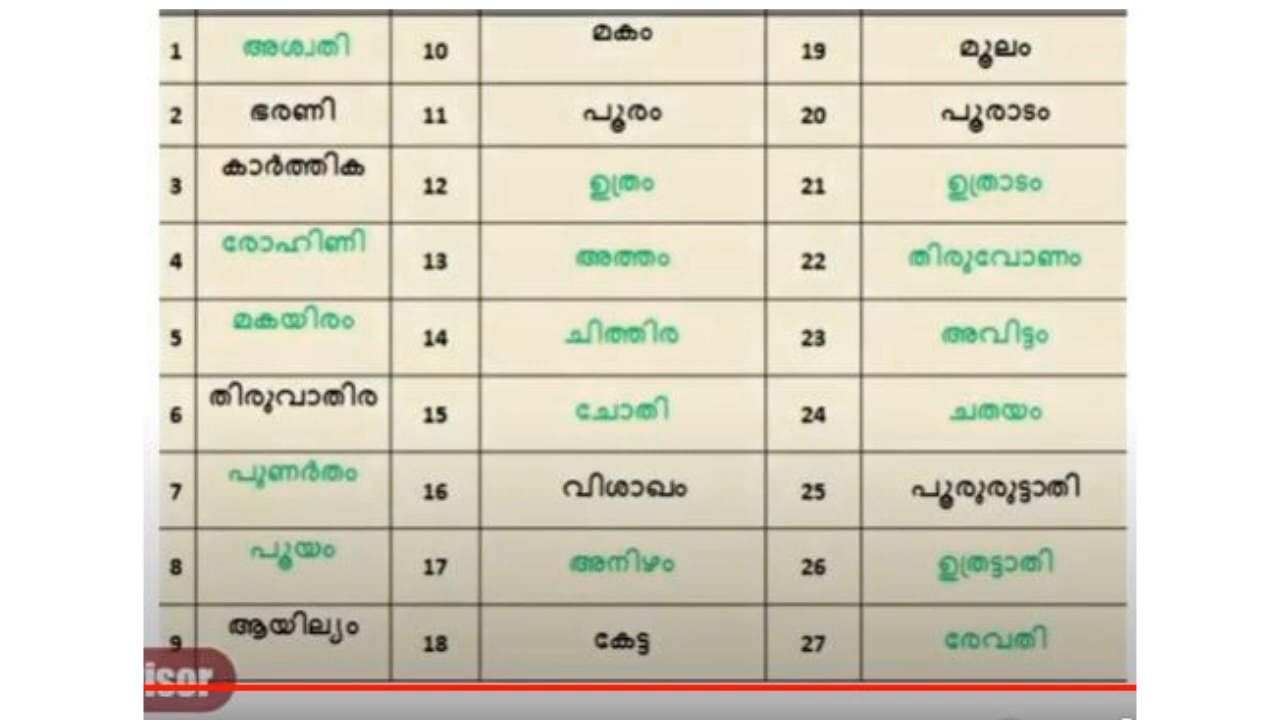 1 അശ്വതി 10 മകം 19 മൂലം
2 ഭരണി 11 പൂരം 20 പൂരാടം
3 കാർത്തിക 12 ഉത്രം 21 ഉത്രാടം
4 രോഹിണി 13 അത്തം 22 തിരുവോണം
5 മകയിരം 14 ചിത്തിര 23 അവിട്ടം
6 തിരുവാതിര 15 ചോതി 24 ചതയം
7 പുണർതം 16 വിശാഖം 25 പൂരുരുട്ടാതി
8 പൂയം 17 അനിഴം 26 ഉത്രട്ടാതി
9 ആയില്യം 18 കേട്ട 27 രേവതി
isor